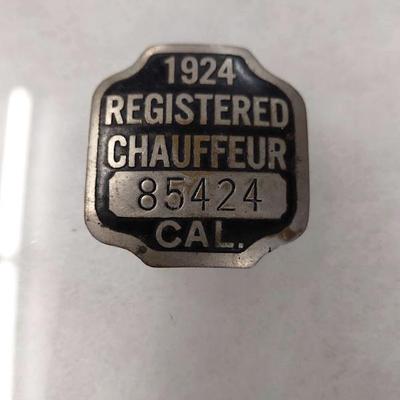 1924
REGISTERED
CHAUFFEUR
85424
CAL.